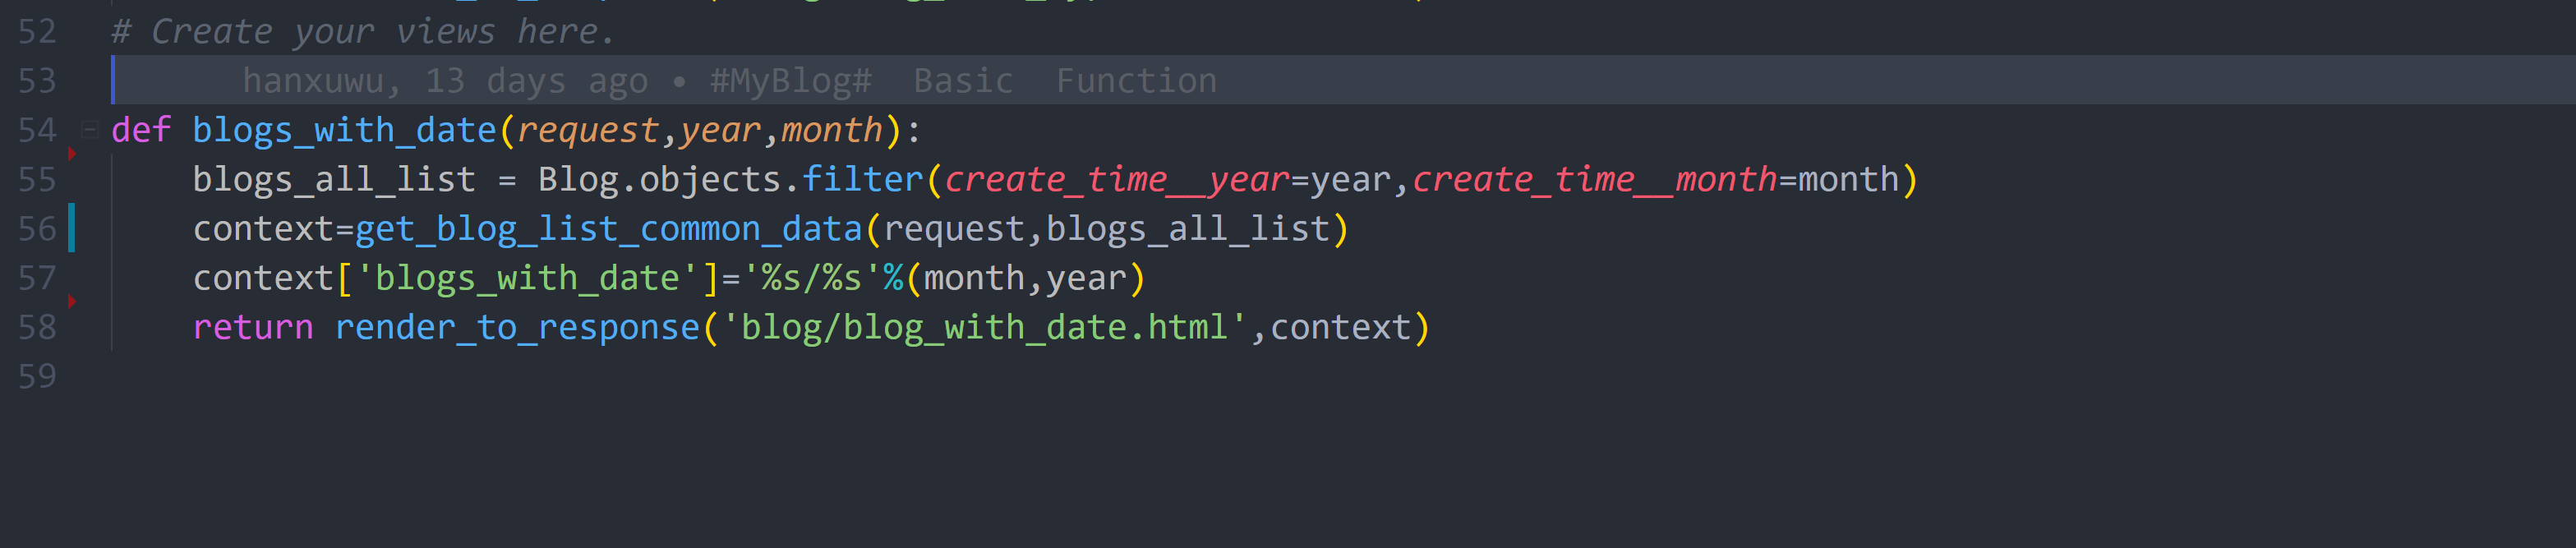 52 # Create your views here.
53 hanxuwu, 13 days ago • #MyBlog#  Basic  Function
54 def blogs_with_date(request,year,month):
55     blogs_all_list = Blog.objects.filter(create_time__year=year,create_time__month=month)
56     context=get_blog_list_common_data(request,blogs_all_list)
57     context['blogs_with_date']='%s/%s'%(month,year)
58     return render_to_response('blog/blog_with_date.html',context)
59